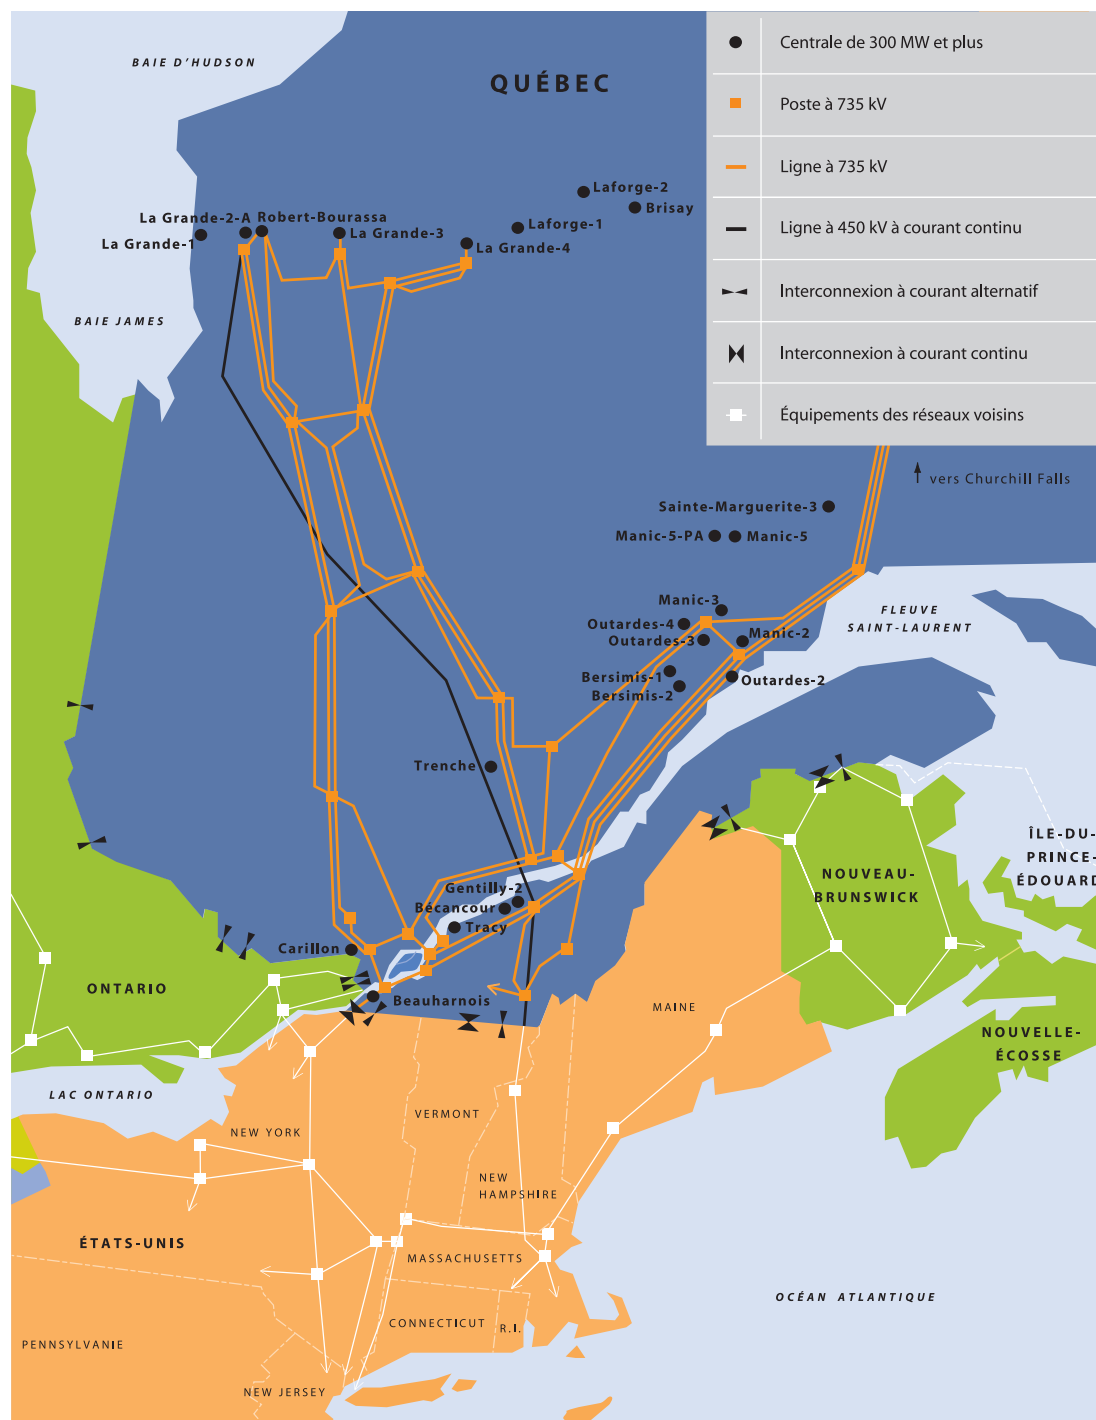 BAIE D'HUDSON
QUÉBEC
Centrale de 300 MW et plus
Poste à 735 kV
Ligne à 735 kV
Ligne à 450 kV à courant continu
Interconnexion à courant alternatif
Interconnexion à courant continu
Équipements des réseaux voisins
Laforge-2
Brisay
La Grande-2-A
Robert-Bourassa
Laforge-1
La Grande-1
La Grande-3
La Grande-4
BAIE JAMES
vers Churchill Falls
Sainte-Marguerite-3
Manic-5-PA
Manic-5
Manic-3
FLEUVE
SAINT-LAURENT
Outardes-4
Outardes-3
Manic-2
Bersimis-1
Bersimis-2
Outardes-2
Trenche
ÎLE-DU-
PRINCE-
ÉDOUARD
NOUVEAU-
BRUNSWICK
Gentilly-2
Bécancour
Tracy
Carillon
ONTARIO
Beauharnois
MAINE
NOUVELLE-
ÉCOSSE
LAC ONTARIO
VERMONT
NEW YORK
NEW
HAMPSHIRE
ÉTATS-UNIS
MASSACHUSETTS
OCÉAN ATLANTIQUE
CONNECTICUT
R.I.
PENNSYLVANIE
NEW JERSEY